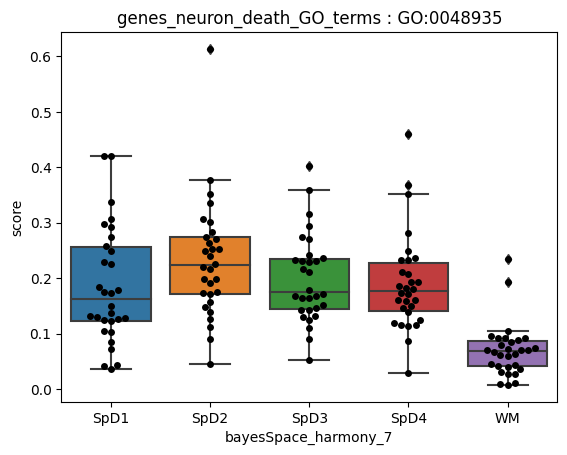 genes_neuron_death_GO_terms : GO:0048935
0.6
0.5
0.4
0.3
0.2
0.1
0.0
score
SpD1 SpD2 SpD3 SpD4 WM
bayesSpace_harmony_7